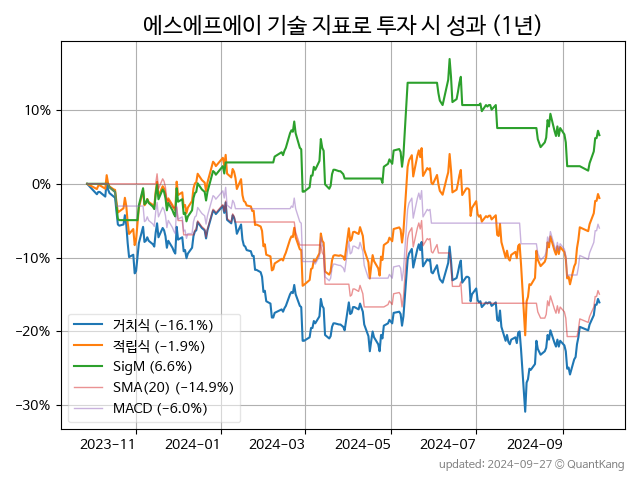 에스에프에이 기술 지표로 투자 시 성과 (1년)
10%
0%
−10%
−20%
−30%
거치식 (−16.1%)
적립식 (−1.9%)
SigM (6.6%)
SMA(20) (−14.9%)
MACD (−6.0%)
2023-11 2024-01 2024-03 2024-05 2024-07 2024-09
updated: 2024-09-27 © QuantKang